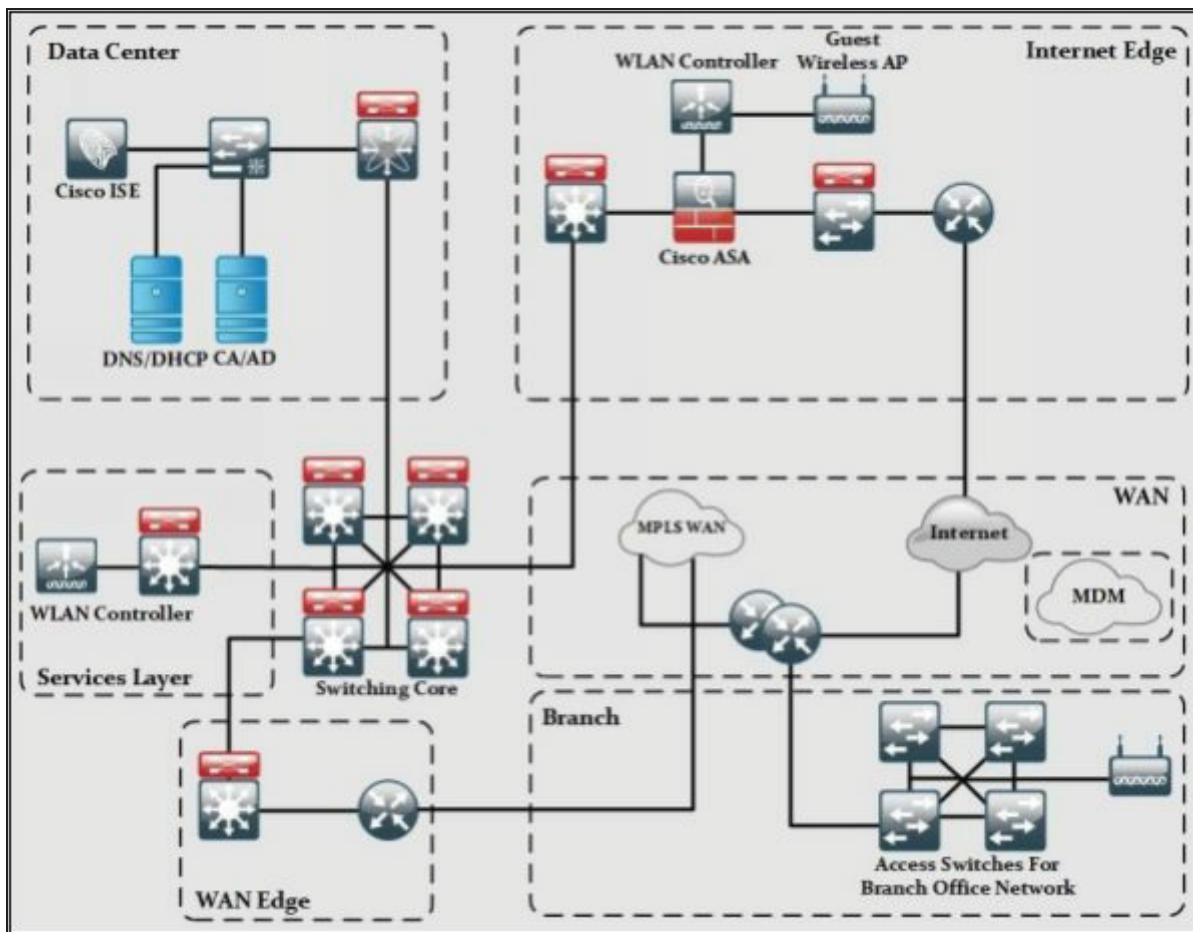 Data Center
Cisco ISE
DNS/DHCP
CA/AD
Internet Edge
WLAN Controller
Guest
Wireless AP
Cisco ASA
WLAN Controller
Services Layer
Switching Core
WAN
MPLS WAN
Internet
MDM
WAN Edge
Branch
Access Switches For
Branch Office Network